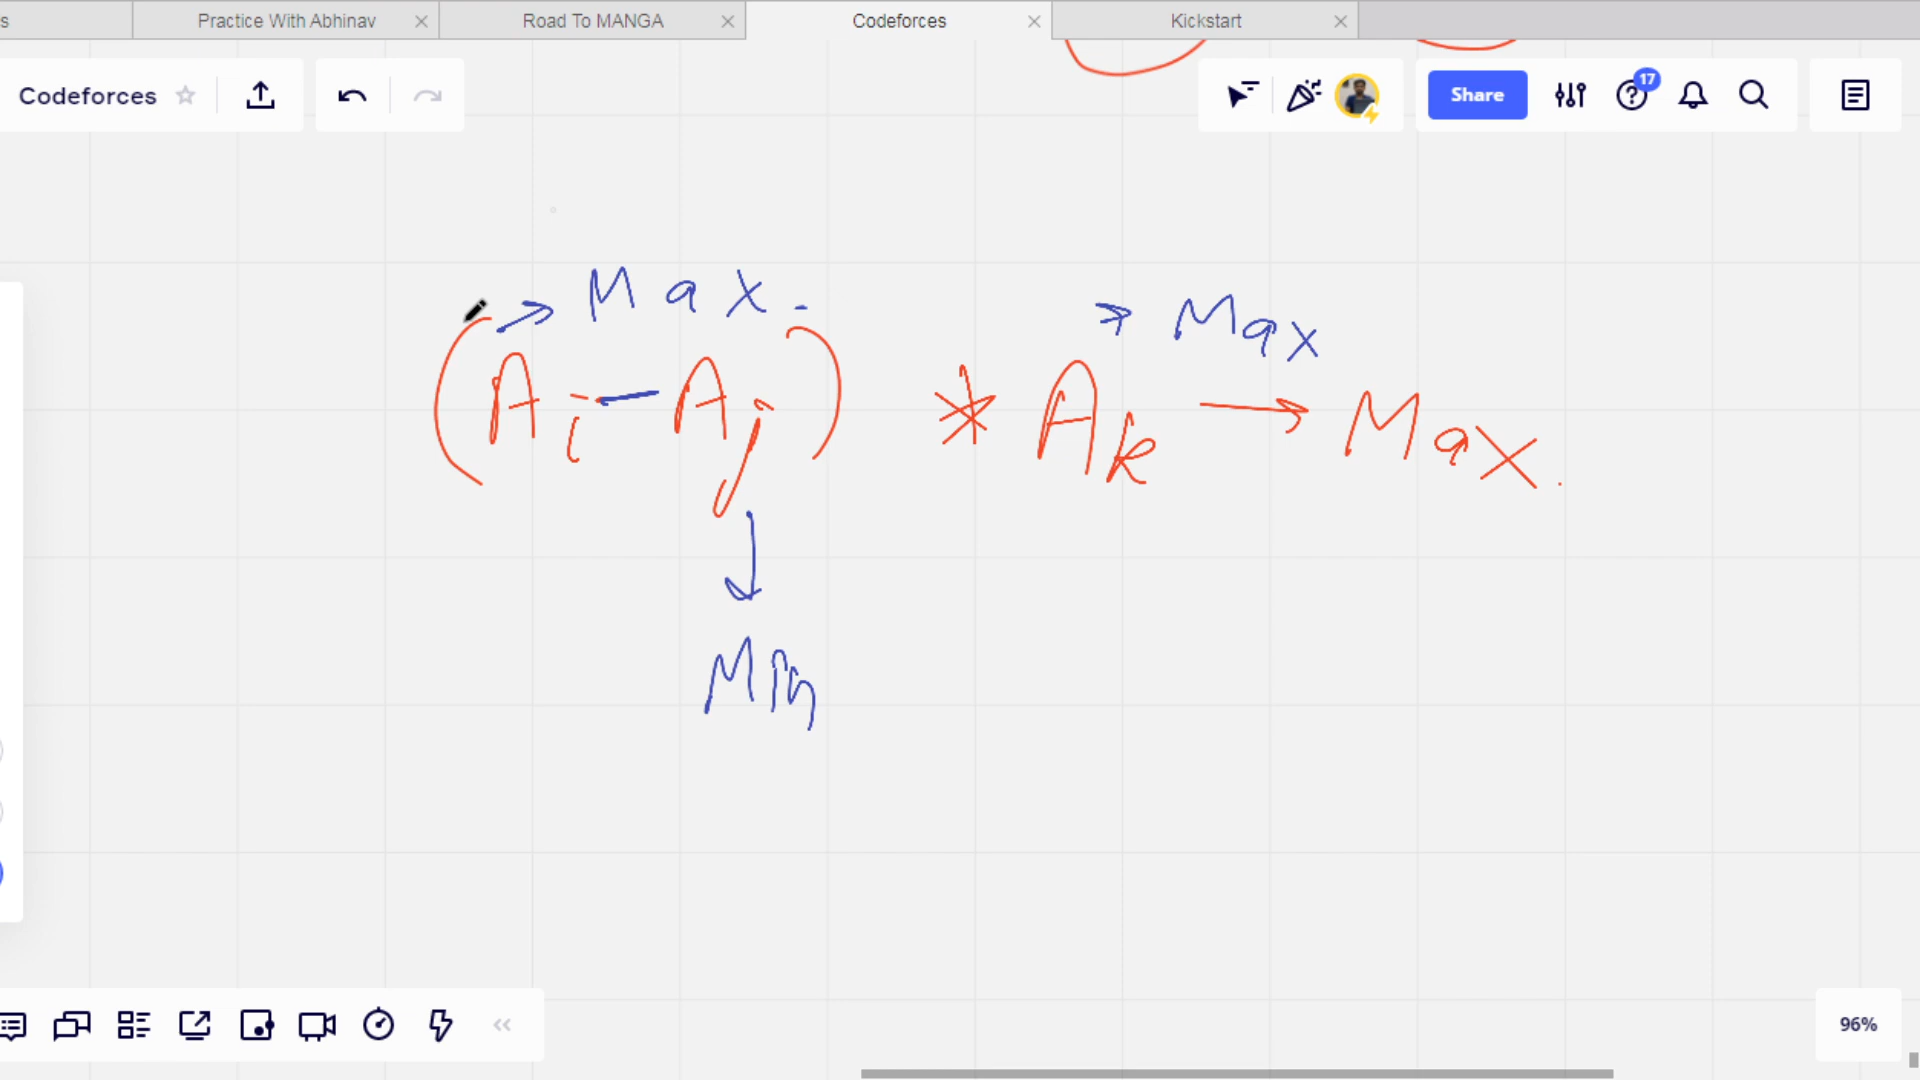 s
Practice With Abhinav
Road To MANGA
Codeforces
Kickstart
Codeforces
Share
17
→ Max.
→ Max
(Ai - Aj) * Ak → Max.
Min
96%